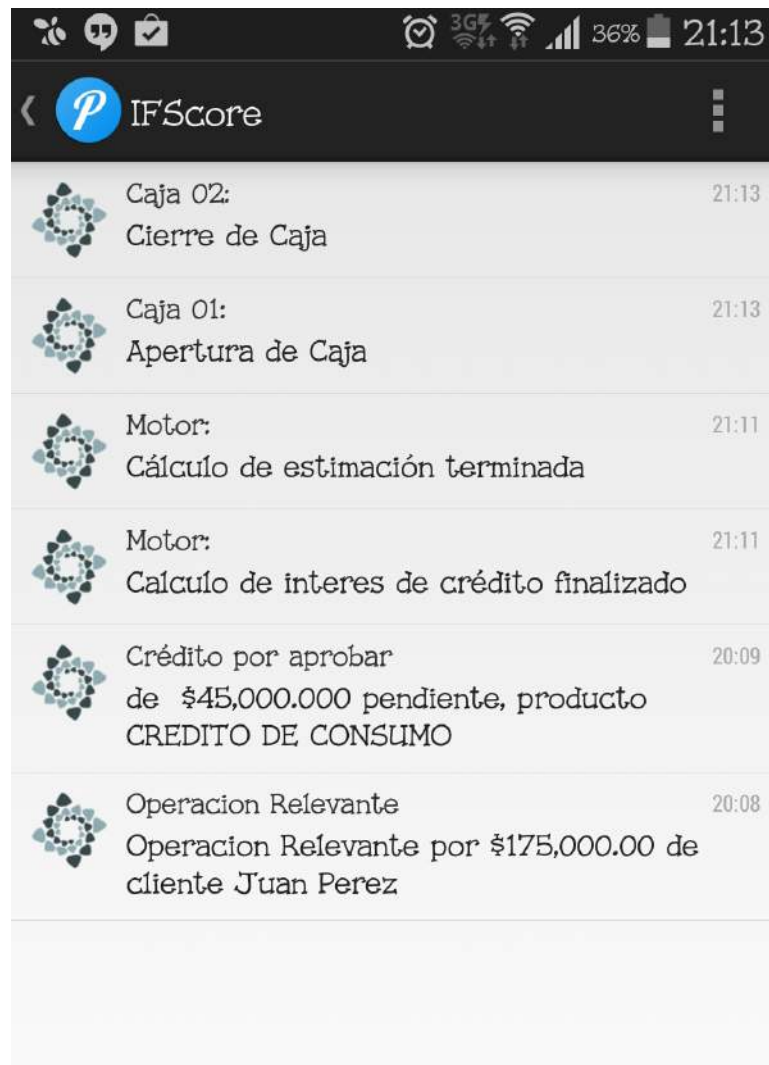 3G 36% 21:13
P IFScore
Caja 02: 21:13
Cierre de Caja
Caja 01: 21:13
Apertura de Caja
Motor: 21:11
Cálculo de estimación terminada
Motor: 21:11
Calculo de interes de crédito finalizado
Crédito por aprobar 20:09
de $45,000.000 pendiente, producto
CREDITO DE CONSUMO
Operacion Relevante 20:08
Operacion Relevante por $175,000.00 de
cliente Juan Perez